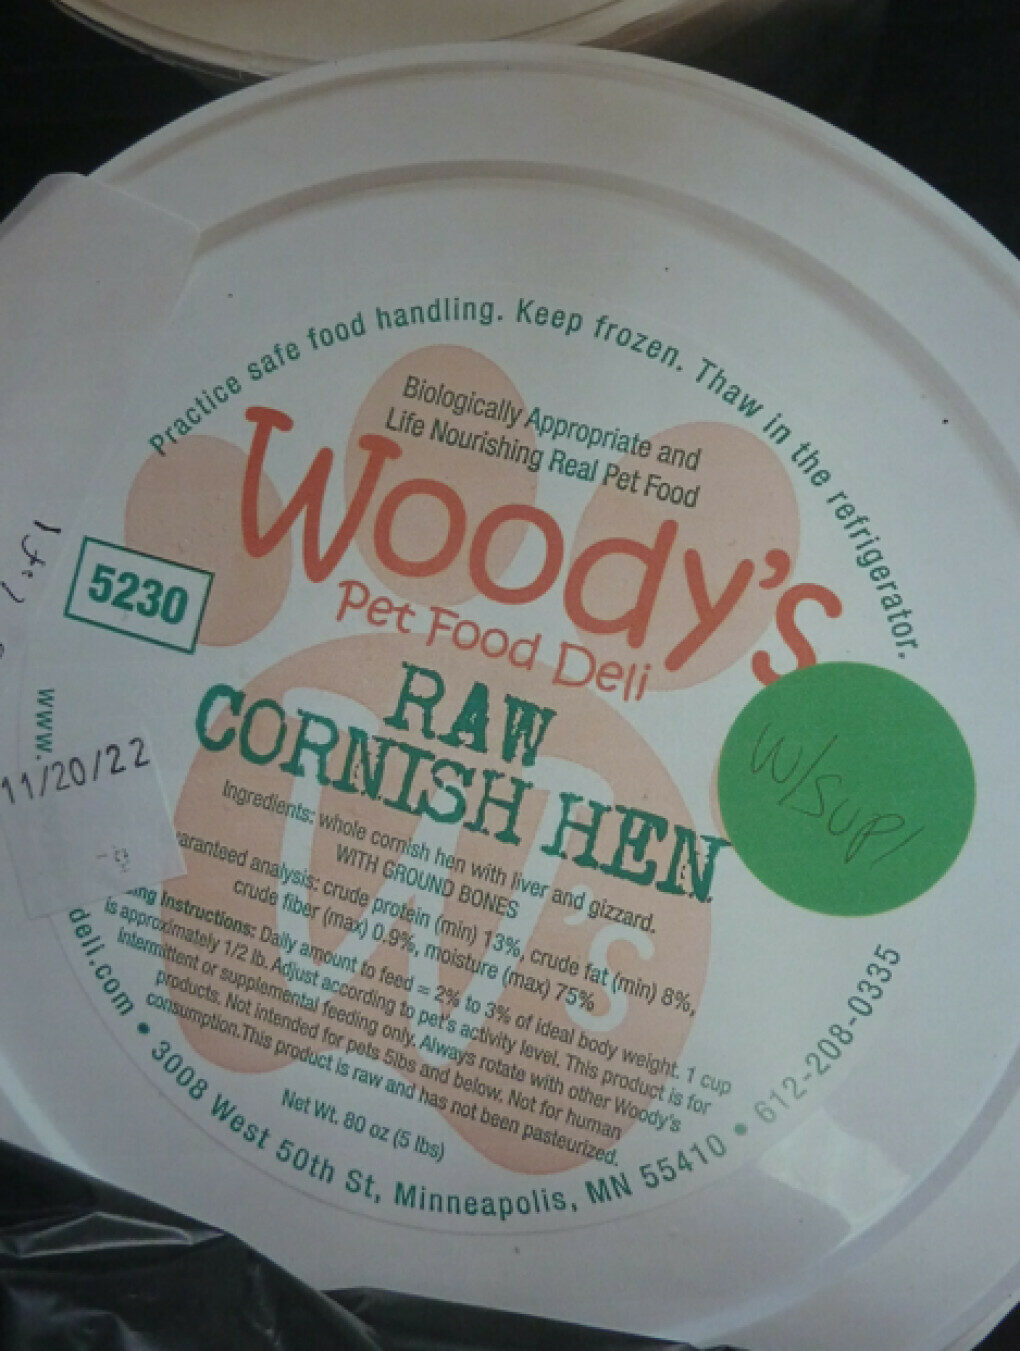 Practice safe food handling. Keep frozen. Thaw in the refrigerator.
Biologically Appropriate and
Life Nourishing Real Pet Food
Woody's
Pet Food Deli
5230
RAW
CORNISH HEN
W/SUP
W's
Ingredients: whole cornish hen with liver and gizzard.
WITH GROUND BONES
aranteed analysis: crude protein (min) 13%, crude fat (min) 8%,
crude fiber (max) 0.9%, moisture (max) 75%
ing Instructions: Daily amount to feed = 2% to 3% of ideal body weight. 1 cup
is approximately 1/2 lb. Adjust according to pet's activity level. This product is for
intermittent or supplemental feeding only. Always rotate with other Woody's
products. Not intended for pets 5lbs and below. Not for human
consumption. This product is raw and has not been pasteurized.
Net Wt. 80 oz (5 lbs)
www.
deli.com • 3008 West 50th St, Minneapolis, MN 55410 • 612-208-0335
1 of 1
11/20/22